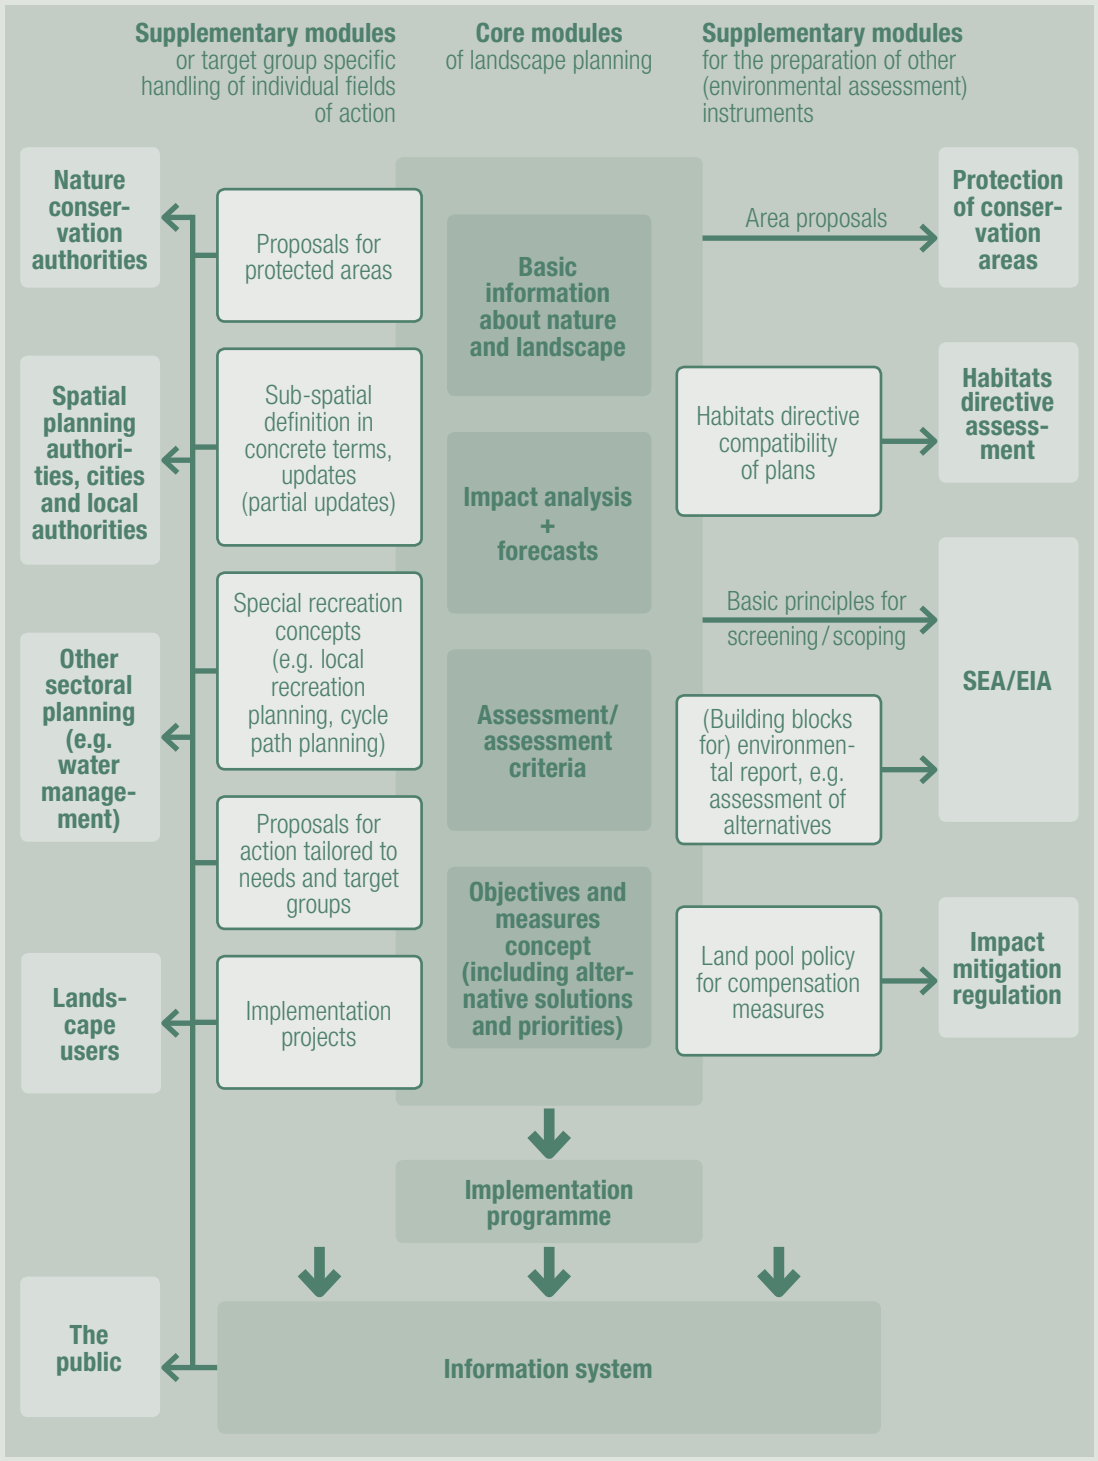 Supplementary modules
or target group specific
handling of individual fields
of action
Core modules
of landscape planning
Supplementary modules
for the preparation of other
(environmental assessment)
instruments
Nature
conser-
vation
authorities
Spatial
planning
authori-
ties, cities
and local
authorities
Other
sectoral
planning
(e.g.
water
manage-
ment)
Lands-
cape
users
The
public
Proposals for
protected areas
Sub-spatial
definition in
concrete terms,
updates
(partial updates)
Special recreation
concepts
(e.g. local
recreation
planning, cycle
path planning)
Proposals for
action tailored to
needs and target
groups
Implementation
projects
Basic
information
about nature
and landscape
Impact analysis
+
forecasts
Assessment/
assessment
criteria
Objectives and
measures
concept
(including alter-
native solutions
and priorities)
Area proposals
Habitats directive
compatibility
of plans
Basic principles for
screening / scoping
(Building blocks
for) environmen-
tal report, e.g.
assessment of
alternatives
Land pool policy
for compensation
measures
Protection
of conser-
vation
areas
Habitats
directive
assess-
ment
SEA/EIA
Impact
mitigation
regulation
Implementation
programme
Information system